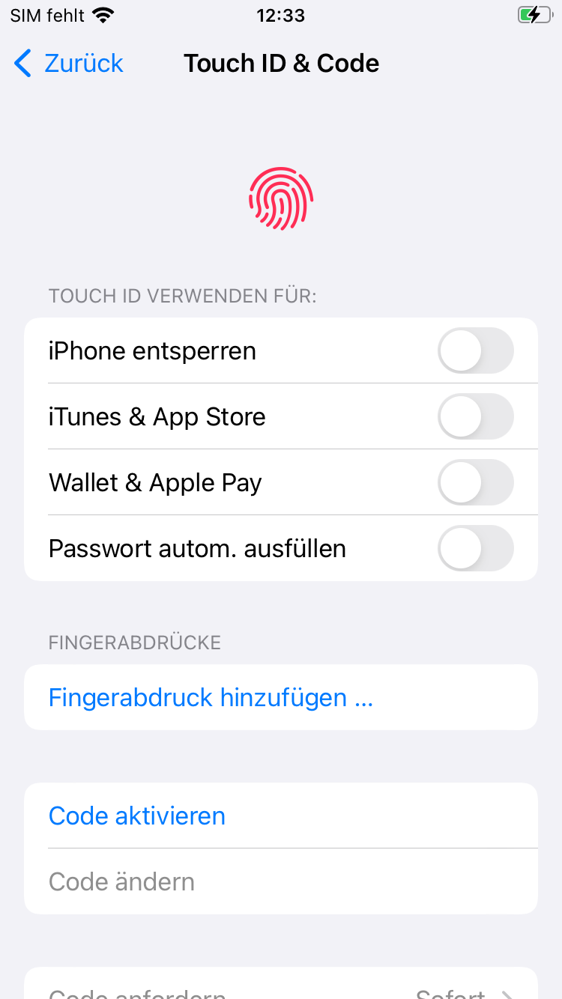 SIM fehlt 12:33
Zurück Touch ID & Code
TOUCH ID VERWENDEN FÜR:
iPhone entsperren
iTunes & App Store
Wallet & Apple Pay
Passwort autom. ausfüllen
FINGERABDRÜCKE
Fingerabdruck hinzufügen ...
Code aktivieren
Code ändern
Code anfordern Sofort